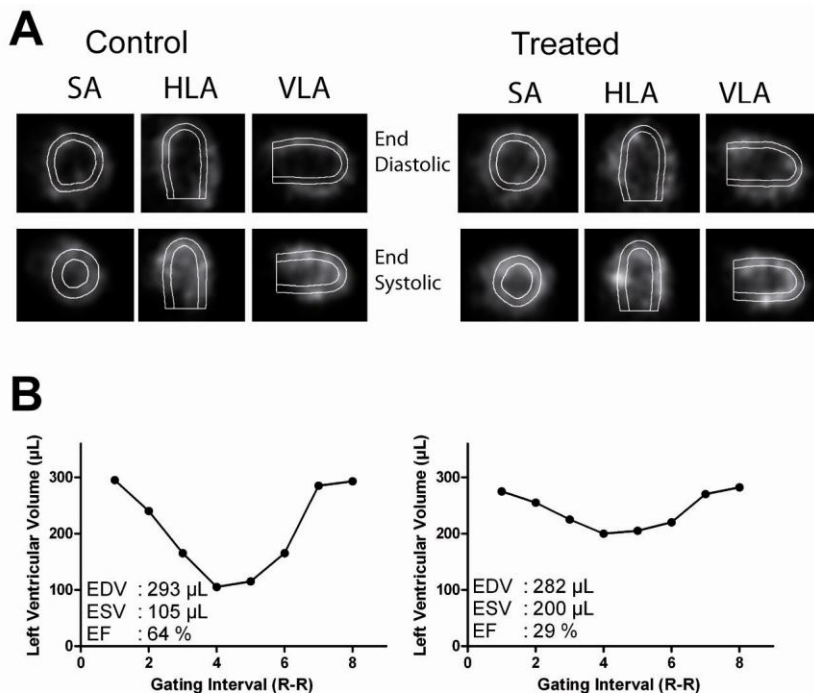 A
Control
Treated
SA HLA VLA
SA HLA VLA
End
Diastolic
End
Systolic
B
Left Ventricular Volume (µL)
300
200
100
0
EDV : 293 µL
ESV : 105 µL
EF : 64 %
0 2 4 6 8
Gating Interval (R-R)
Left Ventricular Volume (µL)
300
200
100
0
EDV : 282 µL
ESV : 200 µL
EF : 29 %
0 2 4 6 8
Gating Interval (R-R)